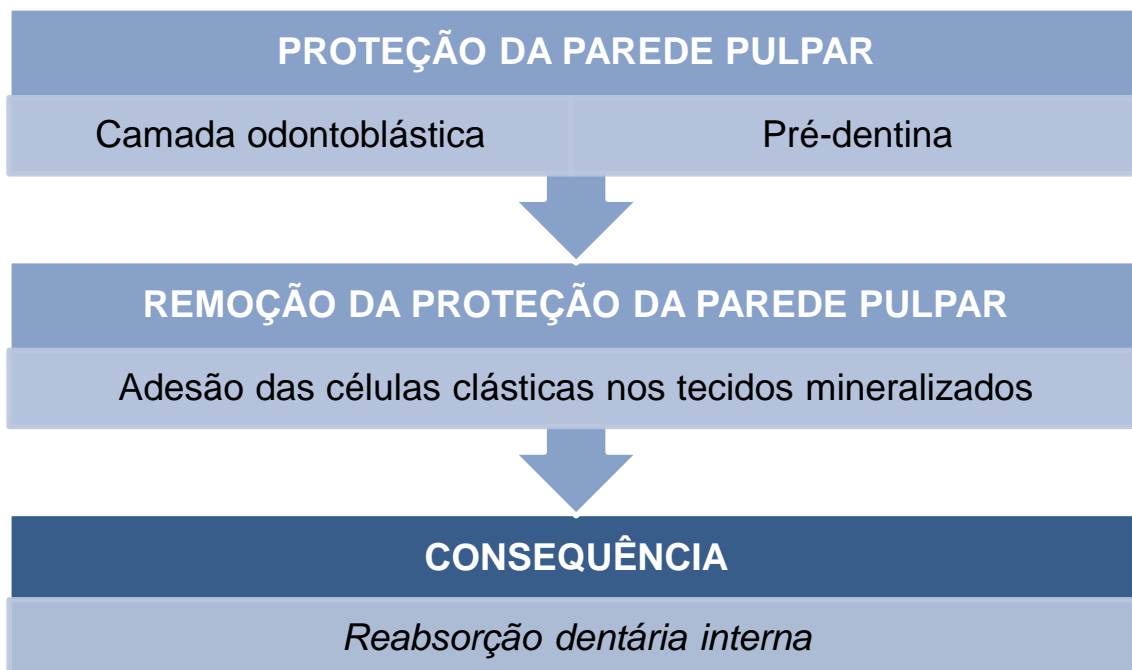 PROTEÇÃO DA PAREDE PULPAR
Camada odontoblástica
Pré-dentina
REMOÇÃO DA PROTEÇÃO DA PAREDE PULPAR
Adesão das células clásticas nos tecidos mineralizados
CONSEQUÊNCIA
Reabsorção dentária interna